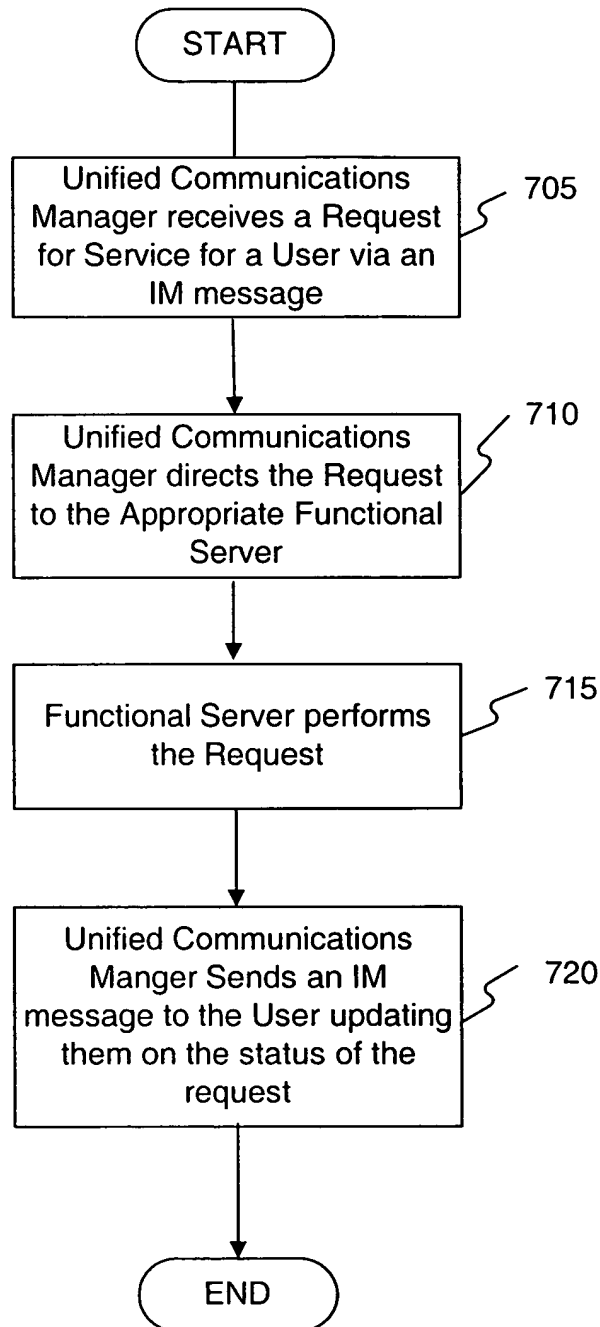 START
Unified Communications
Manager receives a Request
for Service for a User via an
IM message
705
Unified Communications
Manager directs the Request
to the Appropriate Functional
Server
710
Functional Server performs
the Request
715
Unified Communications
Manger Sends an IM
message to the User updating
them on the status of the
request
720
END